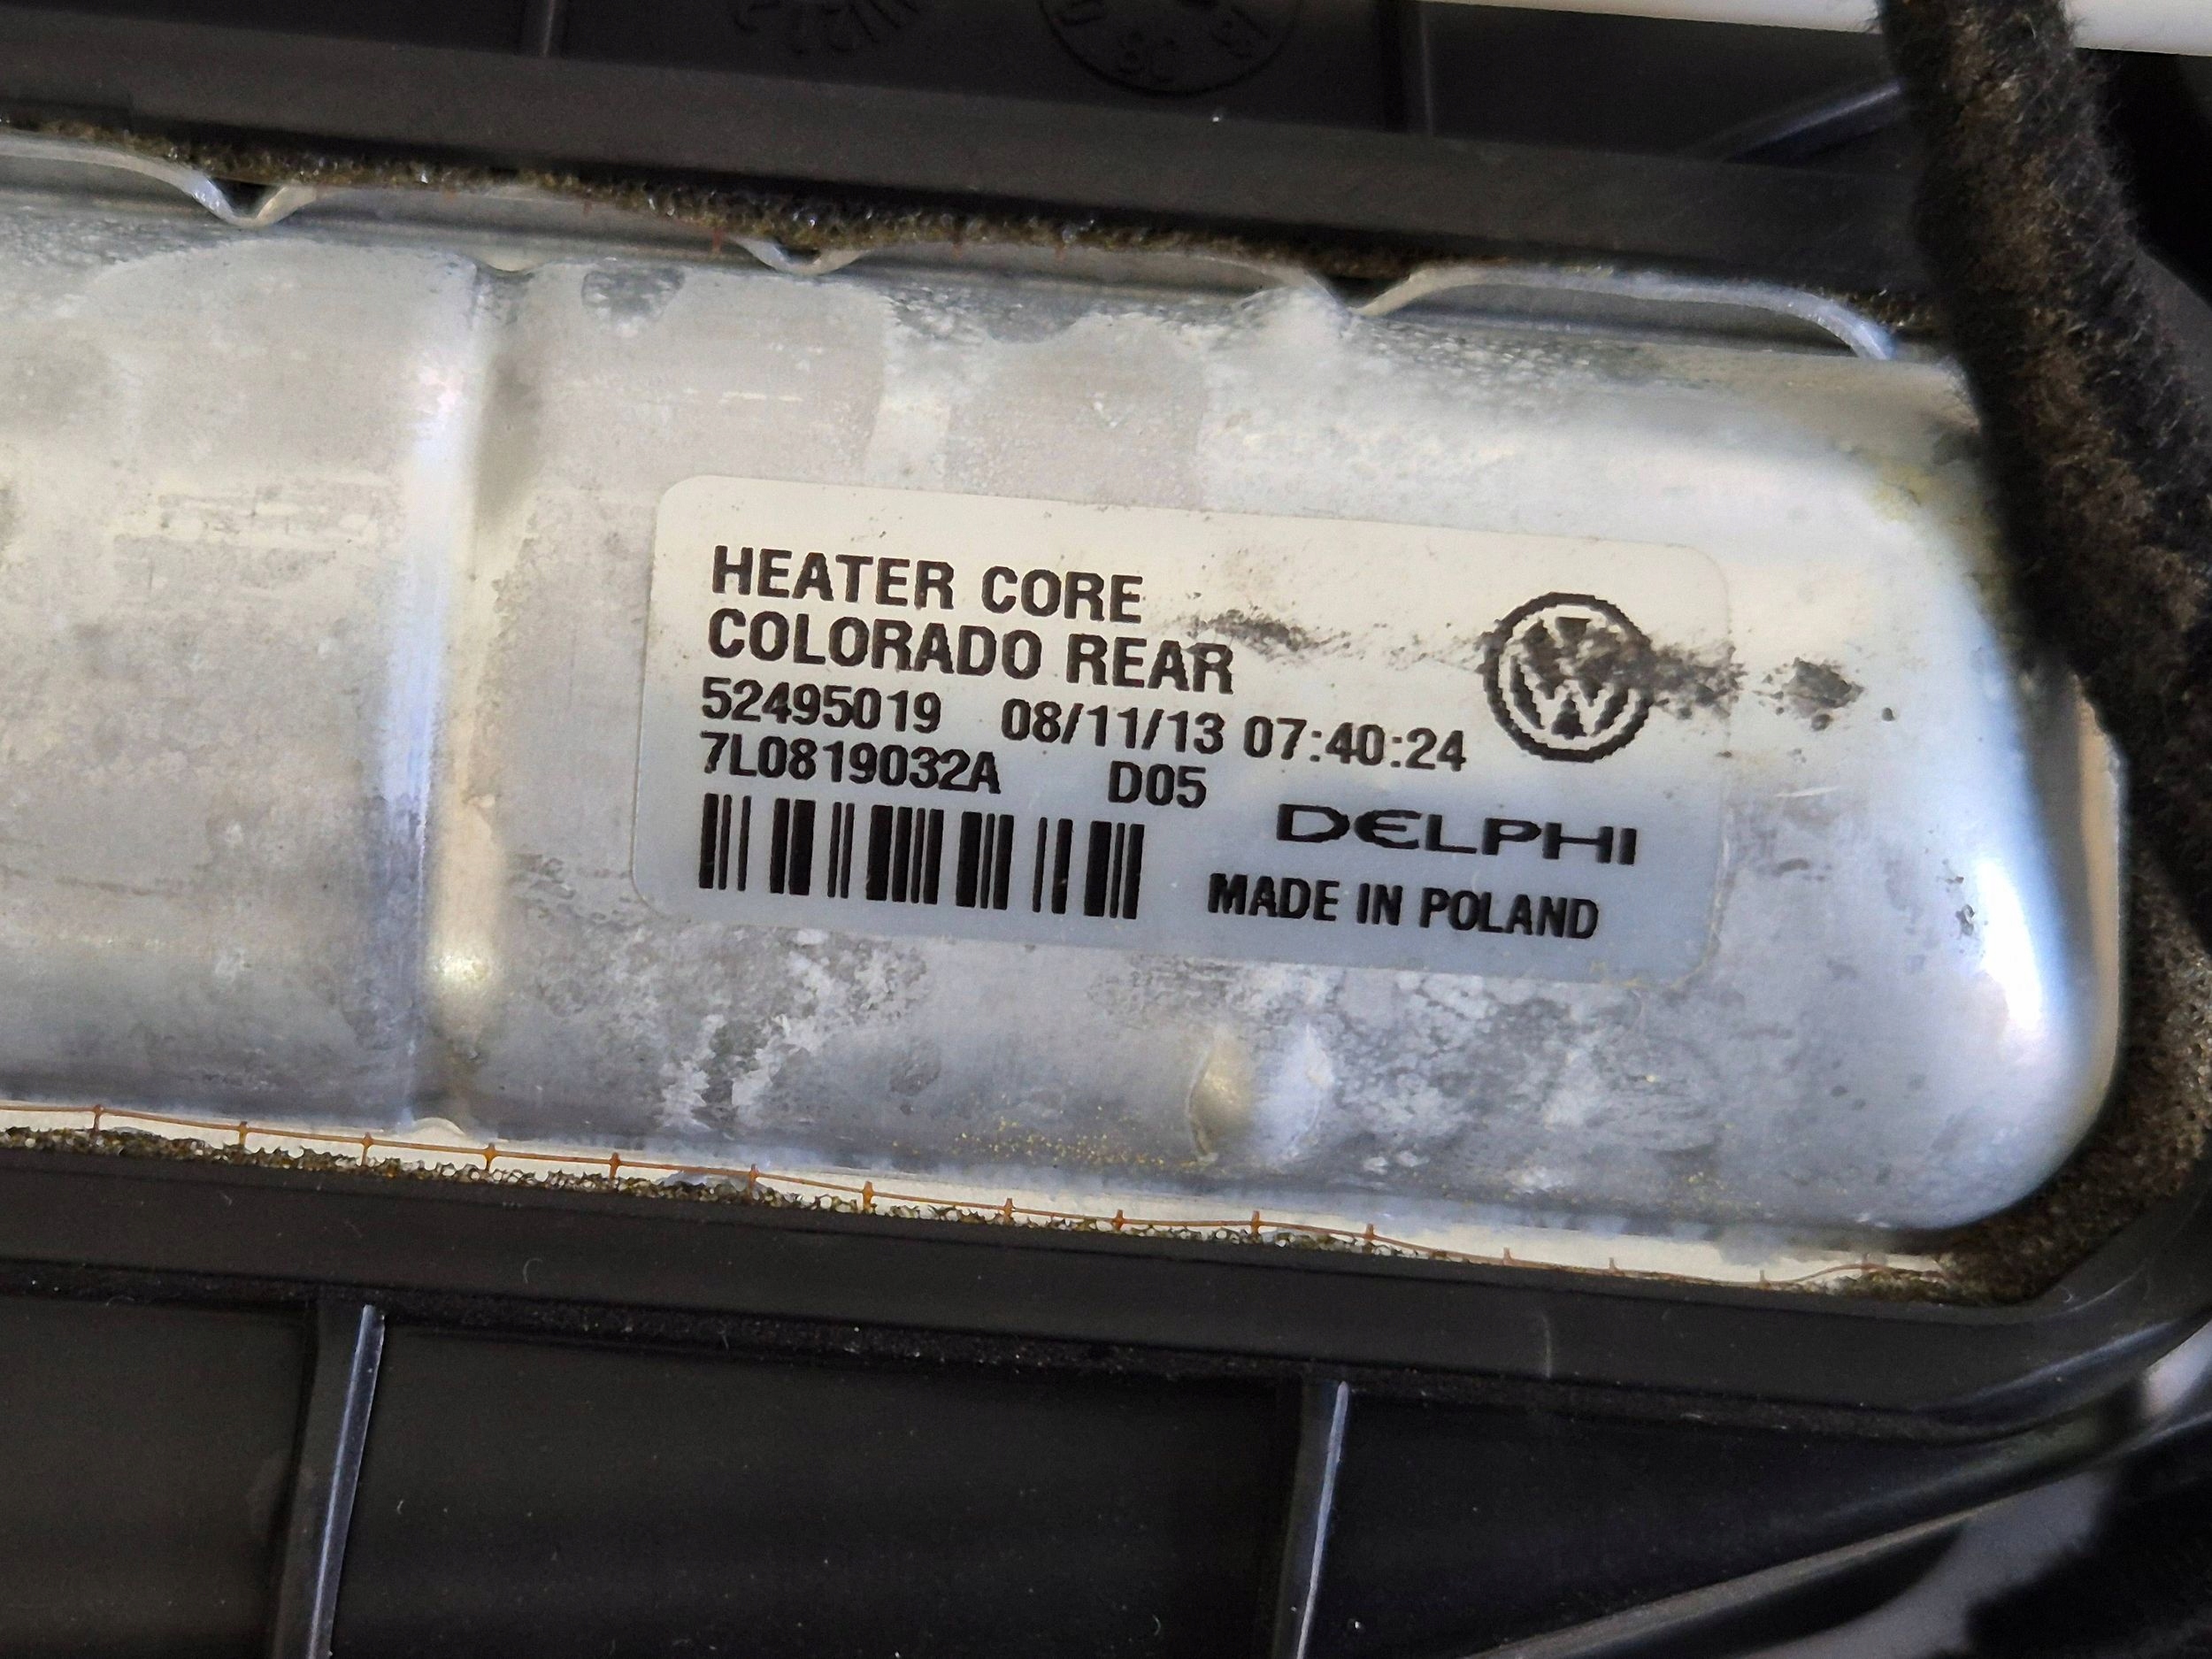 HEATER CORE
COLORADO REAR
52495019 08/11/13 07:40:24
7L0819032A D05
DELPHI
MADE IN POLAND